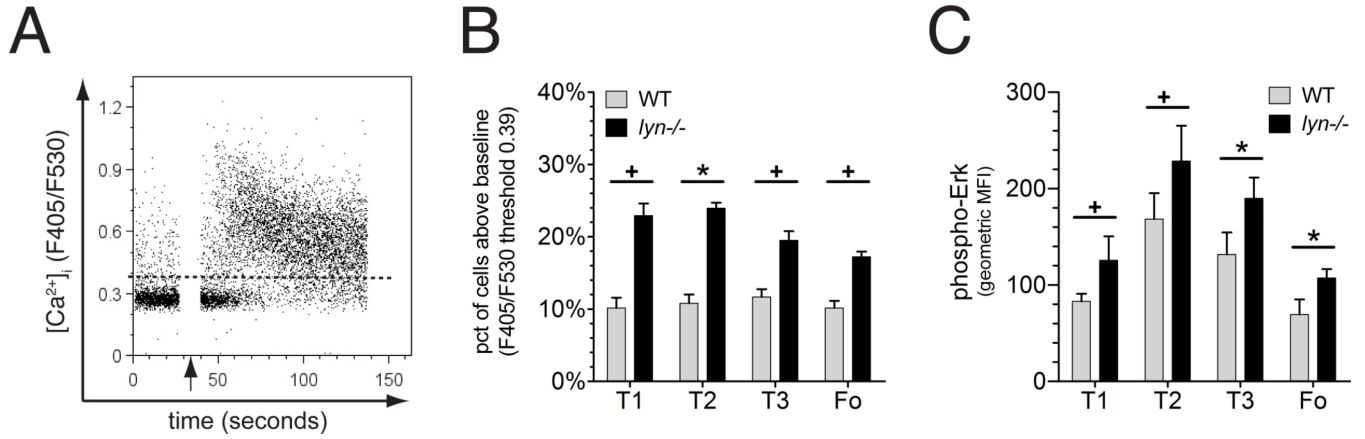 A
[Ca²⁺]ᵢ (F405/F530)
1.2
0.9
0.6
0.3
0
0
50
100
150
time (seconds)
B
pct of cells above baseline
(F405/F530 threshold 0.39)
40%
30%
20%
10%
0%
WT
lyn-/-
+
*
+
+
T1
T2
T3
Fo
C
phospho-Erk
(geometric MFI)
300
200
100
0
WT
lyn-/-
+
+
*
*
T1
T2
T3
Fo